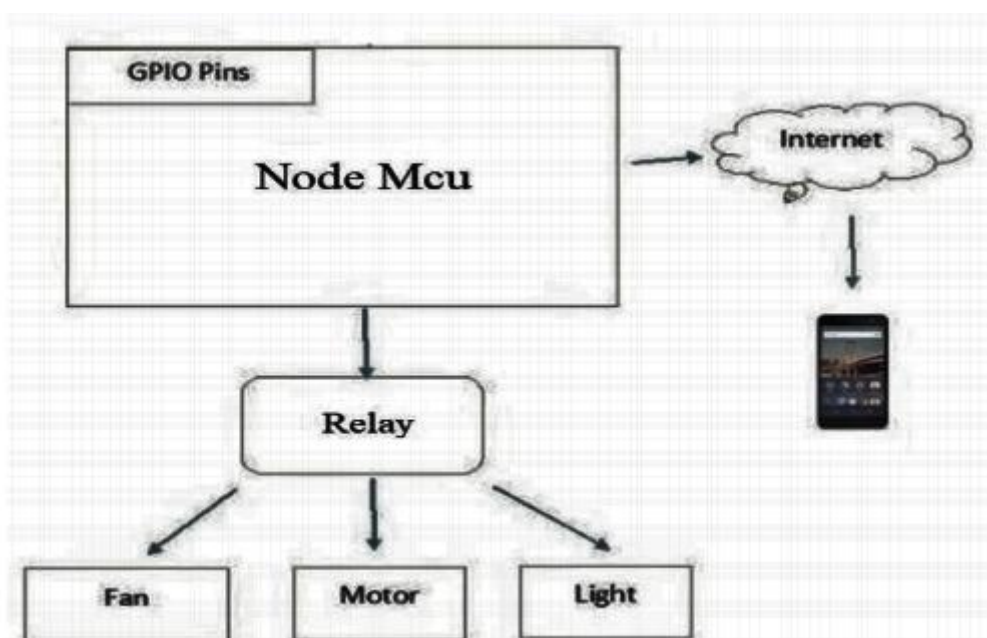 GPIO Pins
Node Mcu
Internet
Relay
Fan
Motor
Light